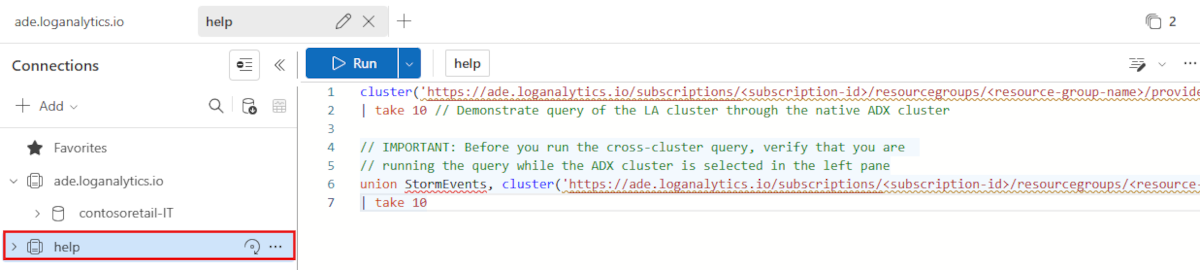 ade.loganalytics.io
help
2
Connections
Run
help
Add
Favorites
ade.loganalytics.io
contosoretail-IT
help
1 cluster('https://ade.loganalytics.io/subscriptions/<subscription-id>/resourcegroups/<resource-group-name>/provide
2 | take 10 // Demonstrate query of the LA cluster through the native ADX cluster
3
4 // IMPORTANT: Before you run the cross-cluster query, verify that you are
5 // running the query while the ADX cluster is selected in the left pane
6 union StormEvents, cluster('https://ade.loganalytics.io/subscriptions/<subscription-id>/resourcegroups/<resource-
7 | take 10